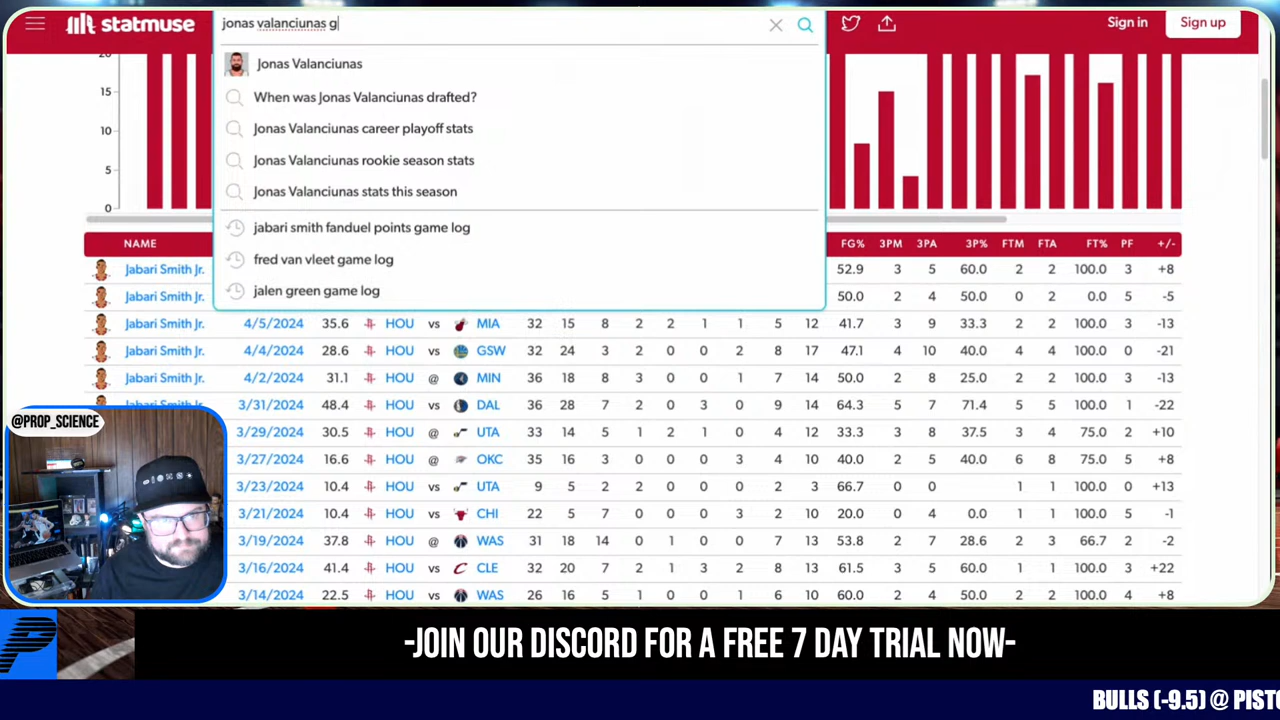 statmuse
jonas valanciunas g
Sign in
Sign up
20
15
10
5
0
Jonas Valanciunas
When was Jonas Valanciunas drafted?
Jonas Valanciunas career playoff stats
Jonas Valanciunas rookie season stats
Jonas Valanciunas stats this season
jabari smith fanduel points game log
fred van vleet game log
jalen green game log
NAME FG% 3PM 3PA 3P% FTM FTA FT% PF +/-
Jabari Smith Jr. 52.9 3 5 60.0 2 2 100.0 3 +8
Jabari Smith Jr. 50.0 2 4 50.0 0 2 0.0 5 -5
Jabari Smith Jr. 4/5/2024 35.6 HOU vs MIA 32 15 8 2 2 1 1 5 12 41.7 3 9 33.3 2 2 100.0 3 -13
Jabari Smith Jr. 4/4/2024 28.6 HOU vs GSW 32 24 3 2 0 0 2 8 17 47.1 4 10 40.0 4 4 100.0 0 -21
Jabari Smith Jr. 4/2/2024 31.1 HOU @ MIN 36 18 8 3 0 0 1 7 14 50.0 2 8 25.0 2 2 100.0 3 -13
Jabari Smith Jr. 3/31/2024 48.4 HOU vs DAL 36 28 7 2 0 3 0 9 14 64.3 5 7 71.4 5 5 100.0 1 -22
@PROP_SCIENCE
3/29/2024 30.5 HOU @ UTA 33 14 5 1 2 1 0 4 12 33.3 3 8 37.5 3 4 75.0 2 +10
3/27/2024 16.6 HOU @ OKC 35 16 3 0 0 0 3 4 10 40.0 2 5 40.0 6 8 75.0 5 +8
3/23/2024 10.4 HOU vs UTA 9 5 2 2 0 0 0 2 3 66.7 0 0 1 1 100.0 0 +13
3/21/2024 10.4 HOU vs CHI 22 5 7 0 0 0 3 2 10 20.0 0 4 0.0 1 1 100.0 5 -1
3/19/2024 37.8 HOU @ WAS 31 18 14 0 1 0 0 7 13 53.8 2 7 28.6 2 3 66.7 2 -2
3/16/2024 41.4 HOU vs CLE 32 20 7 2 1 3 2 8 13 61.5 3 5 60.0 1 1 100.0 3 +22
3/14/2024 22.5 HOU vs WAS 26 16 5 1 0 0 1 6 10 60.0 2 4 50.0 2 2 100.0 4 +8
-JOIN OUR DISCORD FOR A FREE 7 DAY TRIAL NOW-
BULLS (-9.5) @ PIST